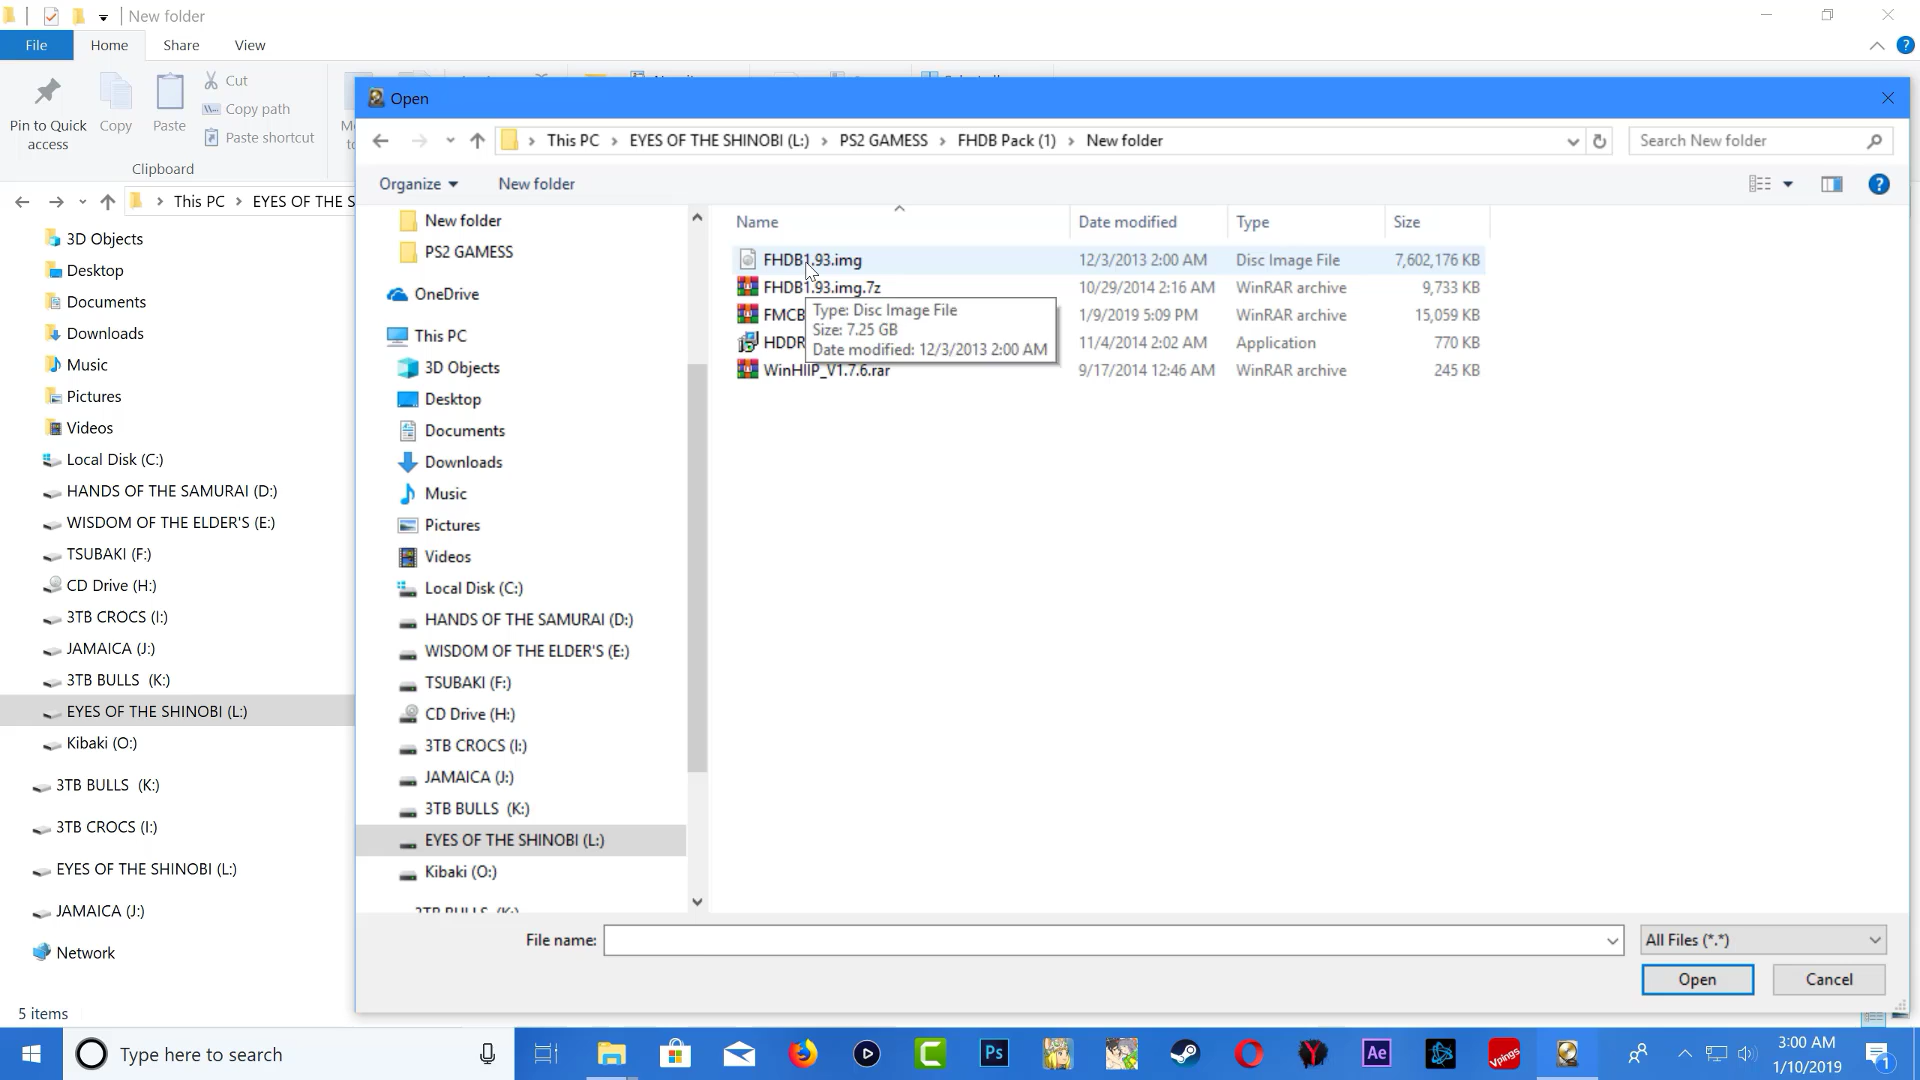 New folder
File Home Share View
Pin to Quick access
Copy
Paste
Cut
Copy path
Paste shortcut
Clipboard
This PC > EYES OF THE S
3D Objects
Desktop
Documents
Downloads
Music
Pictures
Videos
Local Disk (C:)
HANDS OF THE SAMURAI (D:)
WISDOM OF THE ELDER'S (E:)
TSUBAKI (F:)
CD Drive (H:)
3TB CROCS (I:)
JAMAICA (J:)
3TB BULLS (K:)
EYES OF THE SHINOBI (L:)
Kibaki (O:)
3TB BULLS (K:)
3TB CROCS (I:)
EYES OF THE SHINOBI (L:)
JAMAICA (J:)
Network
5 items
Open
This PC > EYES OF THE SHINOBI (L:) > PS2 GAMESS > FHDB Pack (1) > New folder
Search New folder
Organize New folder
New folder
PS2 GAMESS
OneDrive
This PC
3D Objects
Desktop
Documents
Downloads
Music
Pictures
Videos
Local Disk (C:)
HANDS OF THE SAMURAI (D:)
WISDOM OF THE ELDER'S (E:)
TSUBAKI (F:)
CD Drive (H:)
3TB CROCS (I:)
JAMAICA (J:)
3TB BULLS (K:)
EYES OF THE SHINOBI (L:)
Kibaki (O:)
3TB BULLS (K:)
Name Date modified Type Size
FHDB1.93.img 12/3/2013 2:00 AM Disc Image File 7,602,176 KB
FHDB1.93.img.7z 10/29/2014 2:16 AM WinRAR archive 9,733 KB
FMCB 1/9/2019 5:09 PM WinRAR archive 15,059 KB
HDDR 11/4/2014 2:02 AM Application 770 KB
WinHIIP_V1.7.6.rar 9/17/2014 12:46 AM WinRAR archive 245 KB
Type: Disc Image File
Size: 7.25 GB
Date modified: 12/3/2013 2:00 AM
File name:
All Files (*.*)
Open Cancel
Type here to search
Ps
Ae
Vpings
3:00 AM
1/10/2019
1